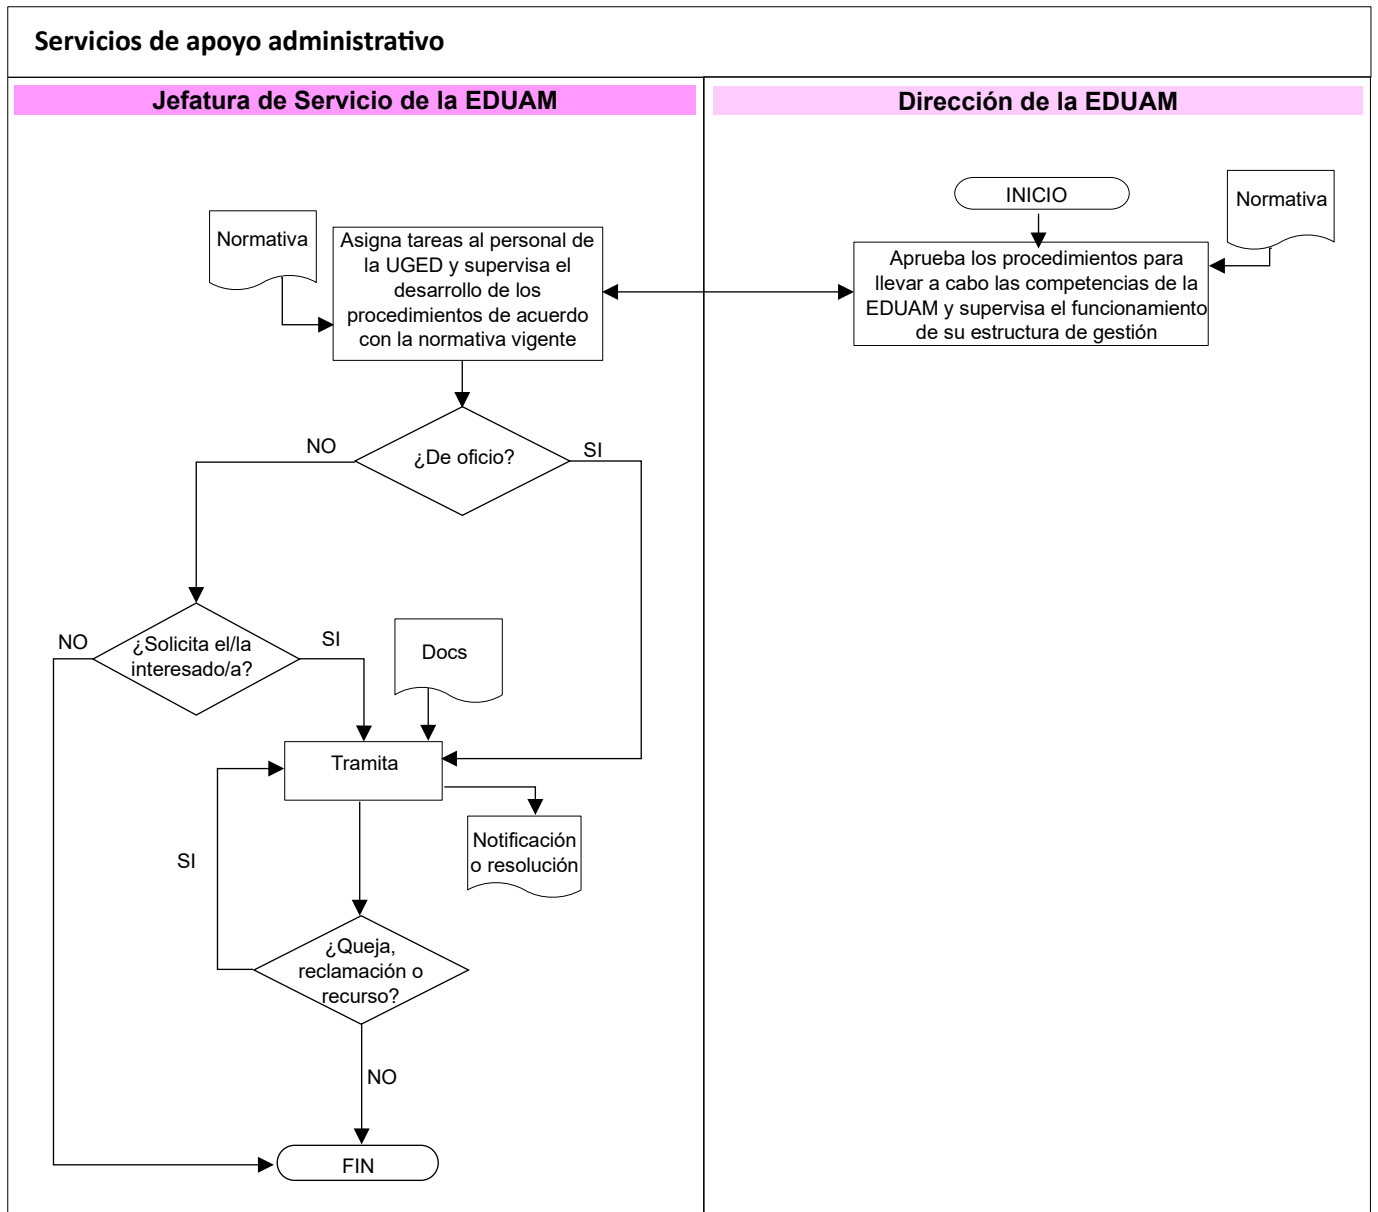 Servicios de apoyo administrativo
Jefatura de Servicio de la EDUAM
Dirección de la EDUAM
INICIO
Normativa
Aprueba los procedimientos para
llevar a cabo las competencias de la
EDUAM y supervisa el funcionamiento
de su estructura de gestión
Normativa
Asigna tareas al personal de
la UGED y supervisa el
desarrollo de los
procedimientos de acuerdo
con la normativa vigente
¿De oficio?
NO
SI
¿Solicita el/la
interesado/a?
NO
SI
Docs
Tramita
Notificación
o resolución
SI
¿Queja,
reclamación o
recurso?
NO
FIN